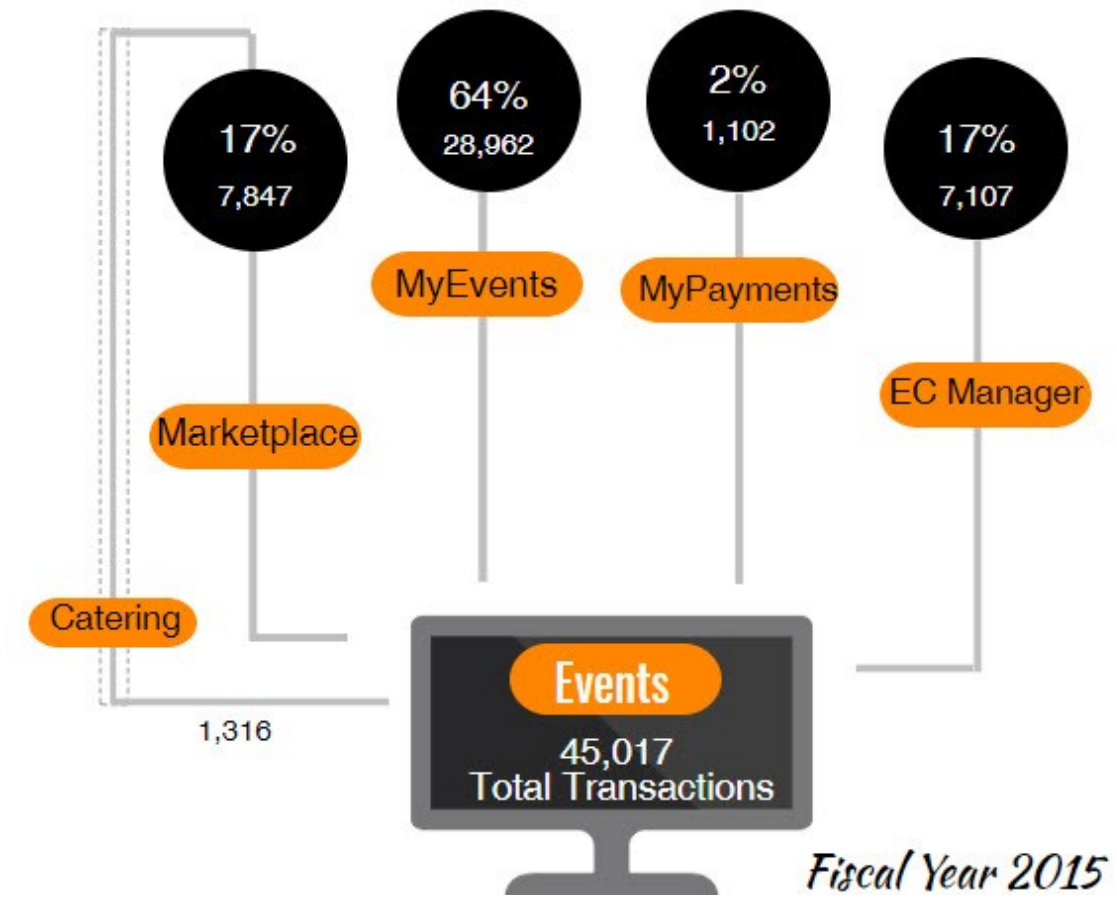 17%
7,847
64%
28,962
2%
1,102
17%
7,107
MyEvents
MyPayments
EC Manager
Marketplace
Catering
1,316
Events
45,017
Total Transactions
Fiscal Year 2015